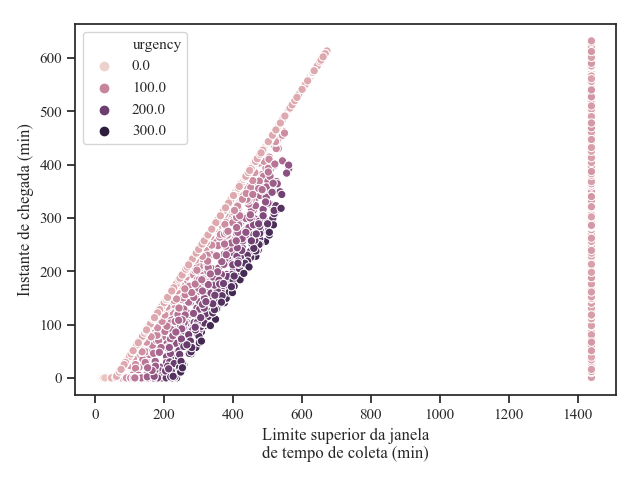 urgency
0.0
100.0
200.0
300.0
600
500
400
300
200
100
0
Instante de chegada (min)
0 200 400 600 800 1000 1200 1400
Limite superior da janela
de tempo de coleta (min)